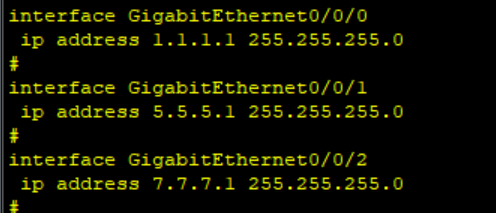 interface GigabitEthernet0/0/0
 ip address 1.1.1.1 255.255.255.0
#
interface GigabitEthernet0/0/1
 ip address 5.5.5.1 255.255.255.0
#
interface GigabitEthernet0/0/2
 ip address 7.7.7.1 255.255.255.0
#